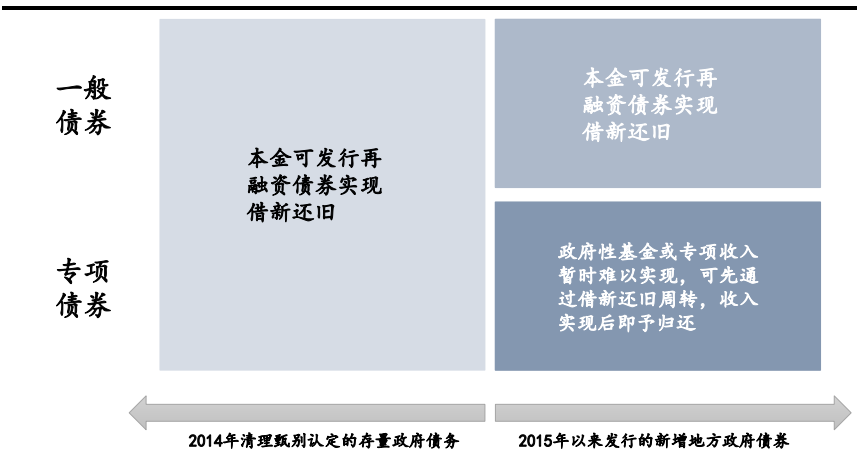 一般
债券
本金可发行再
融资债券实现
借新还旧
本金可发行再
融资债券实现
借新还旧
专项
债券
政府性基金或专项收入
暂时难以实现，可先通
过借新还旧周转，收入
实现后即予归还
2014年清理甄别认定的存量政府债务
2015年以来发行的新增地方政府债券